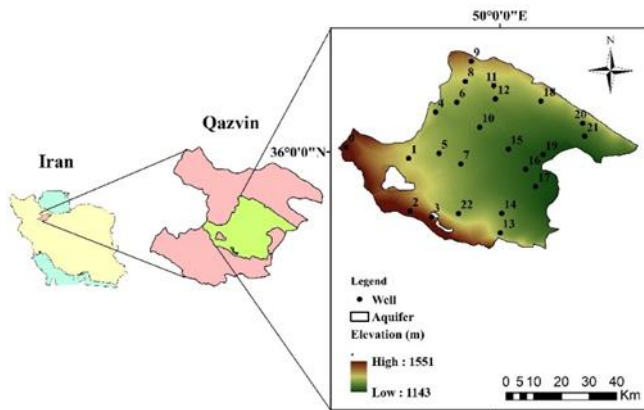 50°0'0"E
N
9
8
11
12
18
6
4
20
10
21
Qazvin
36°0'0"N
1
5
15
19
7
16
Iran
17
2
3
22
14
13
Legend
Well
Aquifer
Elevation (m)
High : 1551
Low : 1143
0 5 10 20 30 40
Km